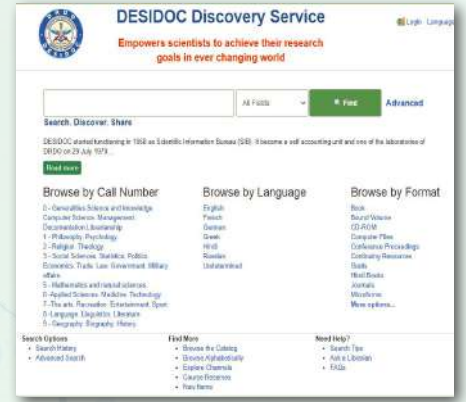 DESIDOC Discovery Service
Login Language
Empowers scientists to achieve their research
goals in ever changing world
All Fields
Find
Advanced
Search. Discover. Share
DESIDOC started functioning in 1958 as Scientific Information Bureau (SIB). It become a self accounting unit and one of the laboratories of
DRDO on 29 July 1970...
Read more
Browse by Call Number
0 - Generalities Science and knowledge.
Computer Science. Management.
Documentation Librarianship
1 - Philosophy. Psychology.
2 - Religion. Theology
3 - Social Sciences. Statistics. Politics.
Economics. Trade. Law. Government. Military
affairs
5 - Mathematics and natural sciences.
6 -Applied Sciences. Medicine. Technology
7 -The arts. Recreation. Entertainment. Sport
8 -Language. Linguistics. Literature
9 - Geography. Biography. History.
Browse by Language
English
French
German
Greek
Hindi
Russian
Undetermined
Browse by Format
Book
Bound Volume
CD-ROM
Computer Files
Conference Proceedings
Continuing Resources
Hindi Books
Journals
Microforms
More options...
Search Options
Search History
Advanced Search
Find More
Browse the Catalog
Browse Alphabetically
Explore Channels
Course Reserves
New Items
Need Help?
Search Tips
Ask a Librarian
FAQs